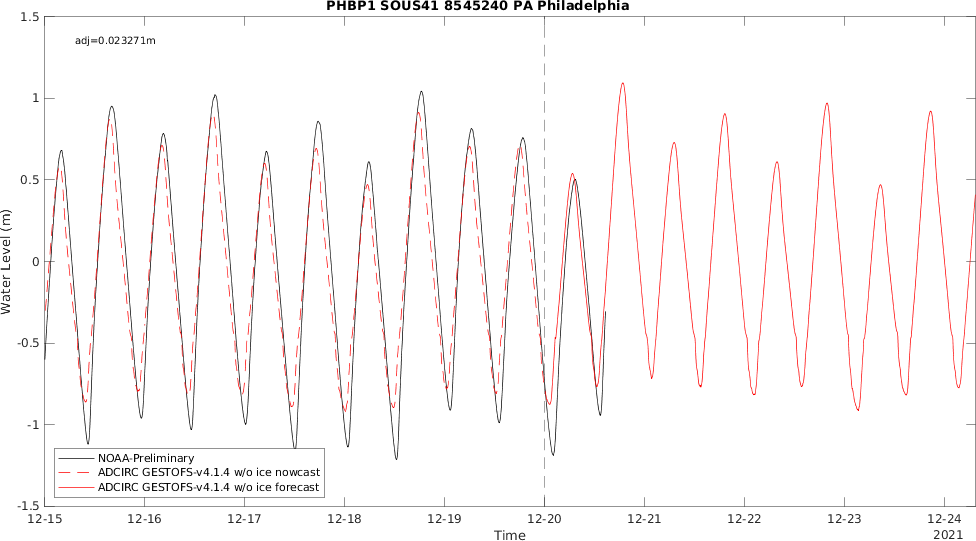 PHBP1 SOUS41 8545240 PA Philadelphia
adj=0.023271m
1.5
1
0.5
0
-0.5
-1
-1.5
Water Level (m)
NOAA-Preliminary
ADCIRC GESTOFS-v4.1.4 w/o ice nowcast
ADCIRC GESTOFS-v4.1.4 w/o ice forecast
12-15 12-16 12-17 12-18 12-19 12-20 12-21 12-22 12-23 12-24
Time
2021